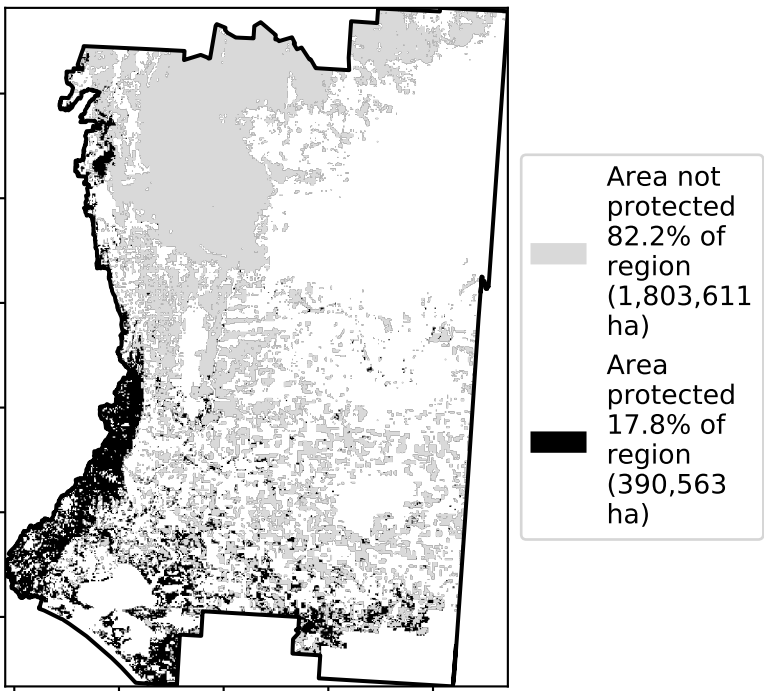 Area not
protected
82.2% of
region
(1,803,611
ha)
Area
protected
17.8% of
region
(390,563
ha)